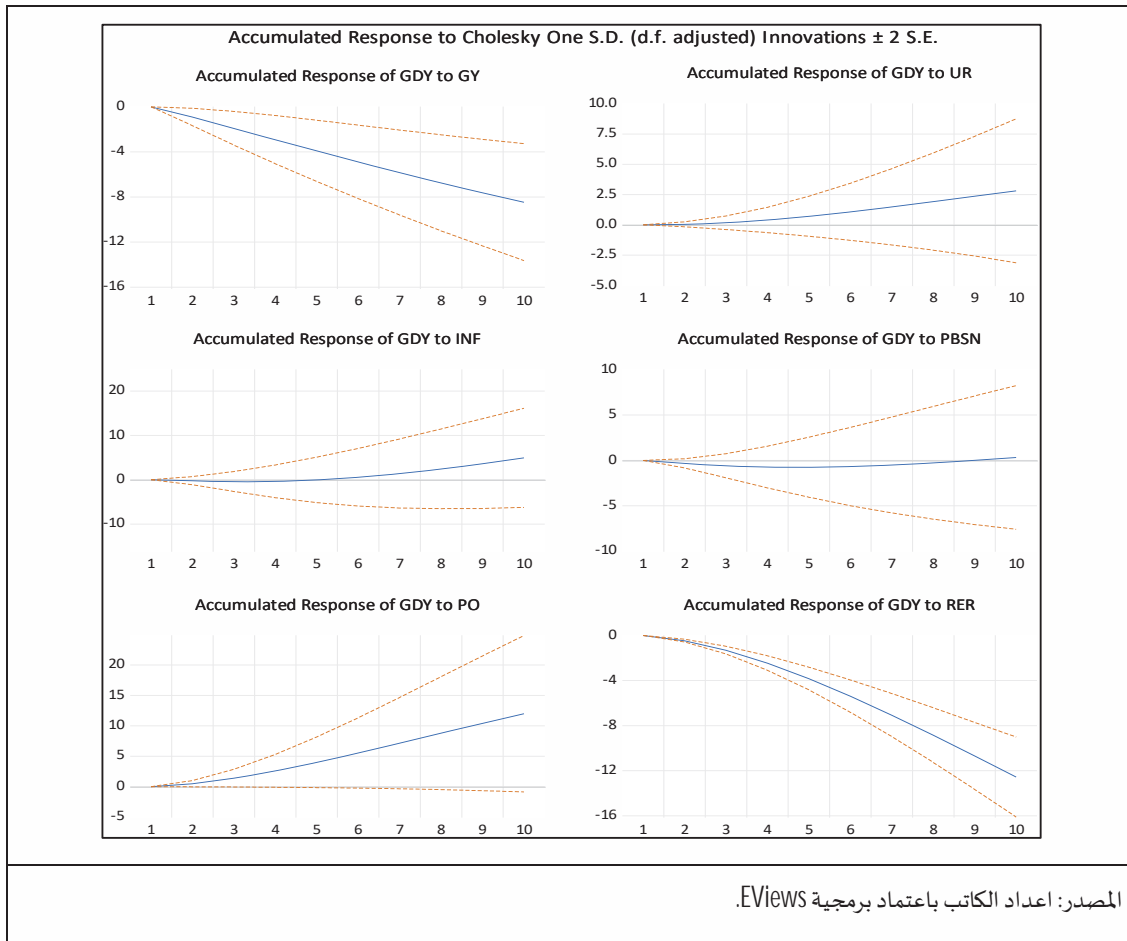 Accumulated Response to Cholesky One S.D. (d.f. adjusted) Innovations ± 2 S.E.
Accumulated Response of GDY to GY
0
-4
-8
-12
-16
1 2 3 4 5 6 7 8 9 10
Accumulated Response of GDY to UR
10.0
7.5
5.0
2.5
0.0
-2.5
-5.0
1 2 3 4 5 6 7 8 9 10
Accumulated Response of GDY to INF
20
10
0
-10
1 2 3 4 5 6 7 8 9 10
Accumulated Response of GDY to PBSN
10
5
0
-5
-10
1 2 3 4 5 6 7 8 9 10
Accumulated Response of GDY to PO
20
15
10
5
0
-5
1 2 3 4 5 6 7 8 9 10
Accumulated Response of GDY to RER
0
-4
-8
-12
-16
1 2 3 4 5 6 7 8 9 10
المصدر: اعداد الكاتب باعتماد برمجية EViews.